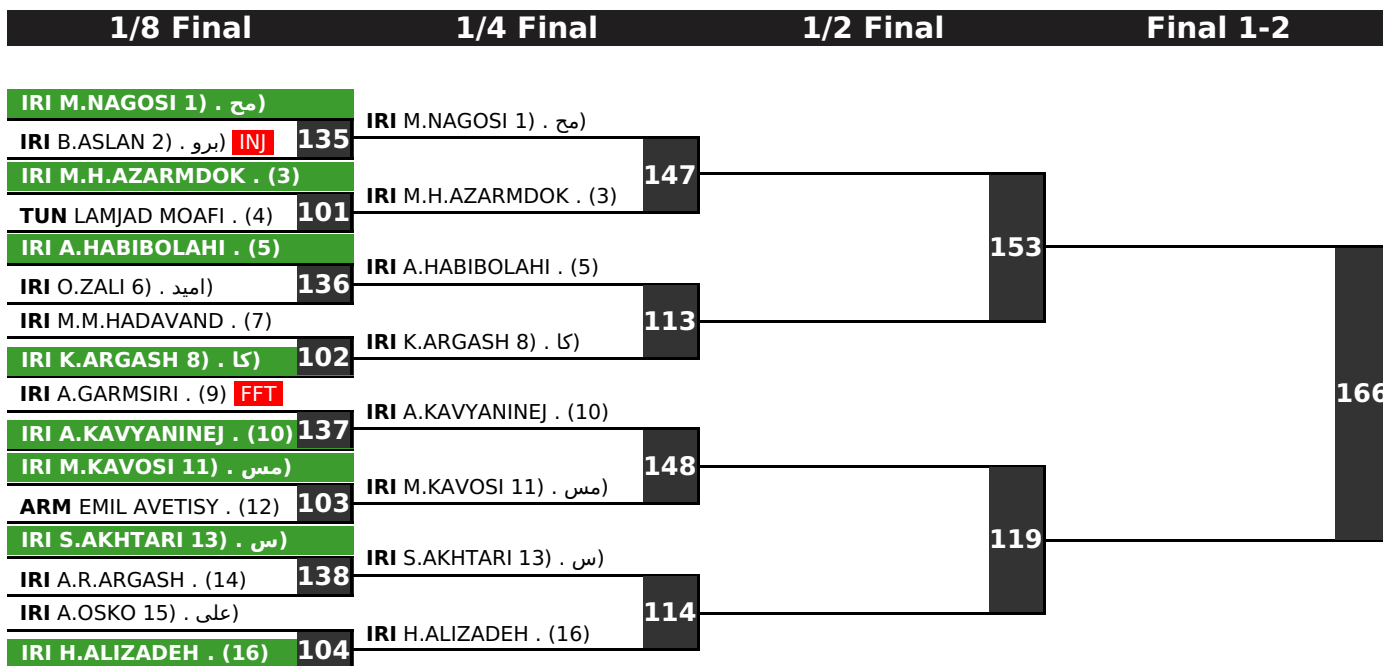 1/8 Final 1/4 Final 1/2 Final Final 1-2
IRI M.NAGOSI 1) . مح)
IRI B.ASLAN 2) . برو) INJ
135
IRI M.H.AZARMDOK . (3)
TUN LAMJAD MOAFI . (4)
101
IRI A.HABIBOLAHI . (5)
IRI O.ZALI 6) . امید)
136
IRI M.M.HADAVAND . (7)
IRI K.ARGASH 8) . کا)
102
IRI A.GARMSIRI . (9) FFT
IRI A.KAVYANINEJ . (10)
137
IRI M.KAVOSI 11) . مس)
ARM EMIL AVETISY . (12)
103
IRI S.AKHTARI 13) . س)
IRI A.R.ARGASH . (14)
138
IRI A.OSKO 15) . علی)
IRI H.ALIZADEH . (16)
104
IRI M.NAGOSI 1) . مح)
IRI M.H.AZARMDOK . (3)
147
IRI A.HABIBOLAHI . (5)
IRI K.ARGASH 8) . کا)
113
IRI A.KAVYANINEJ . (10)
IRI M.KAVOSI 11) . مس)
148
IRI S.AKHTARI 13) . س)
IRI H.ALIZADEH . (16)
114
153
119
166